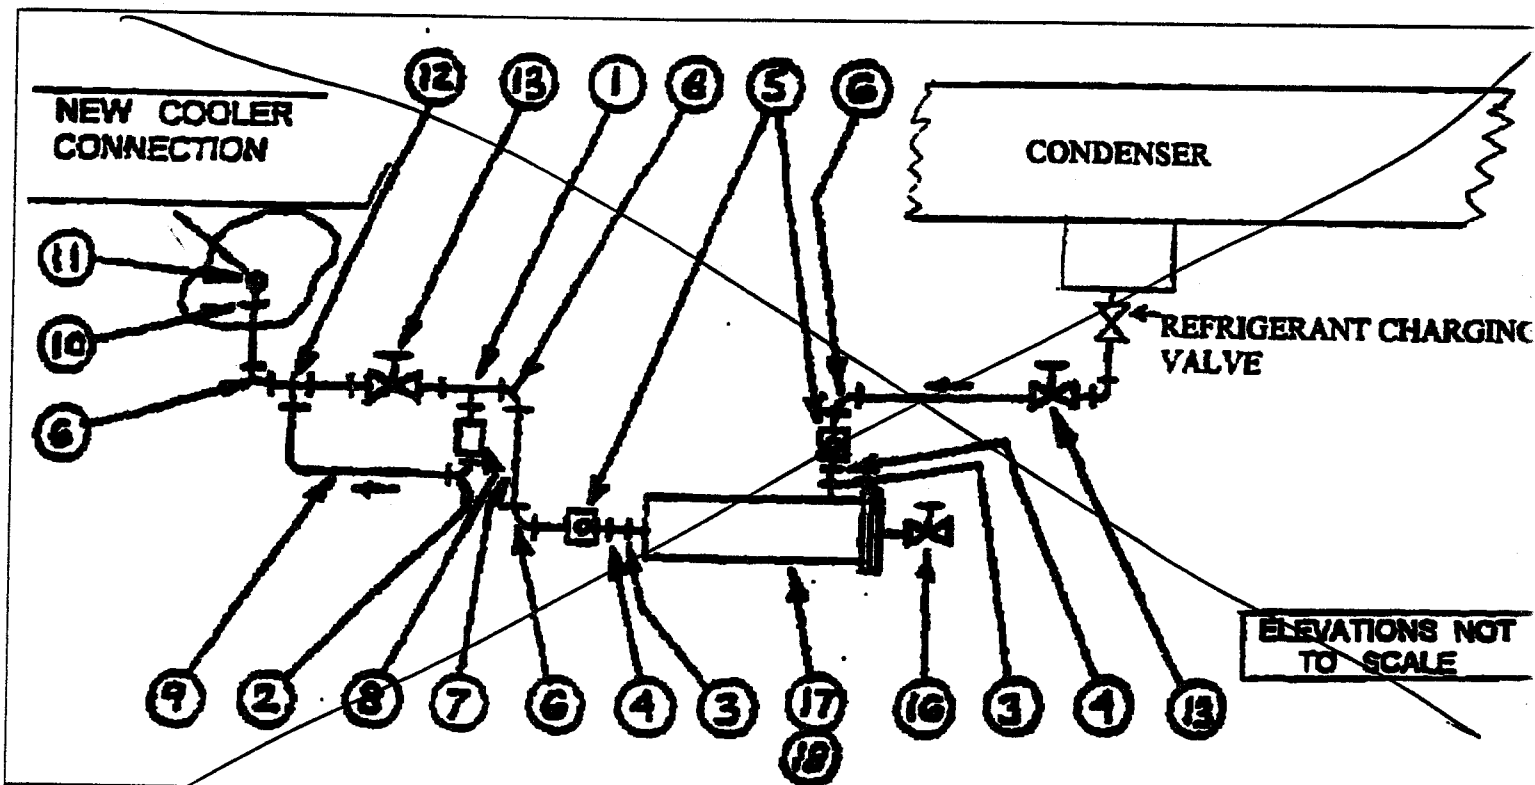 12 13 1 6 5 6
NEW COOLER
CONNECTION
CONDENSER
11
10
REFRIGERANT CHARGING
VALVE
6
ELEVATIONS NOT
TO SCALE
9 2 8 7 6 4 3 17 16 3 4 13
18